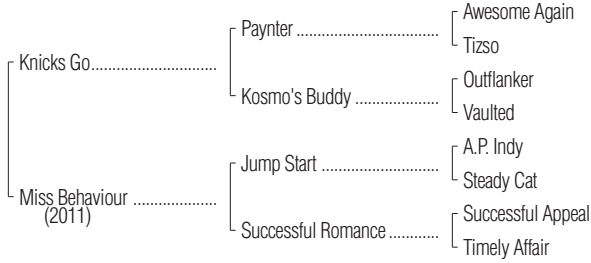 Awesome Again
Paynter ..............................
Tizso
Knicks Go..........................
Outflanker
Kosmo's Buddy .................
Vaulted
A.P. Indy
Jump Start ........................
Steady Cat
Miss Behaviour .................
(2011)
Successful Appeal
Successful Romance ..........
Timely Affair